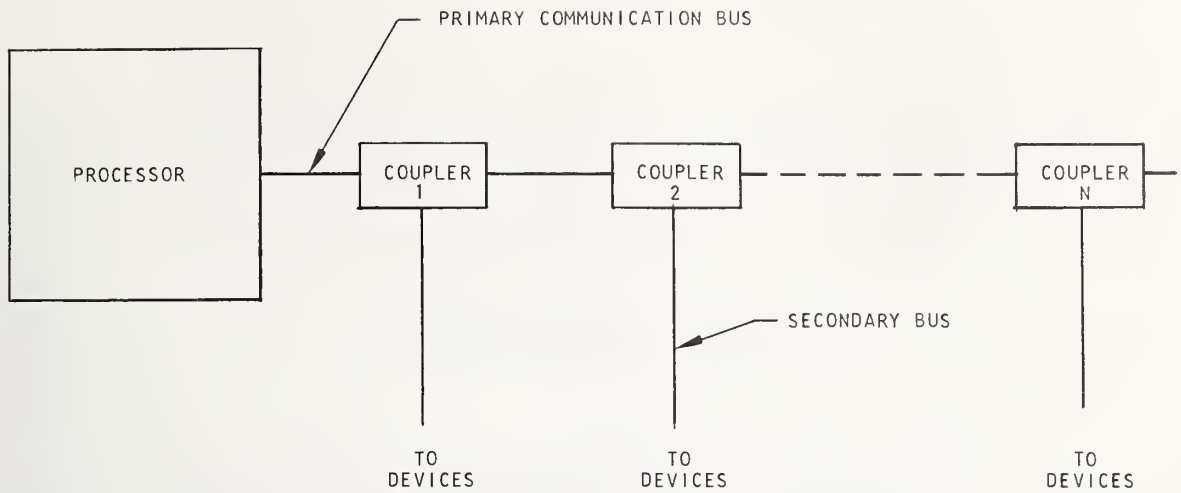 PRIMARY COMMUNICATION BUS
PROCESSOR
COUPLER
1
COUPLER
2
COUPLER
N
SECONDARY BUS
TO
DEVICES
TO
DEVICES
TO
DEVICES